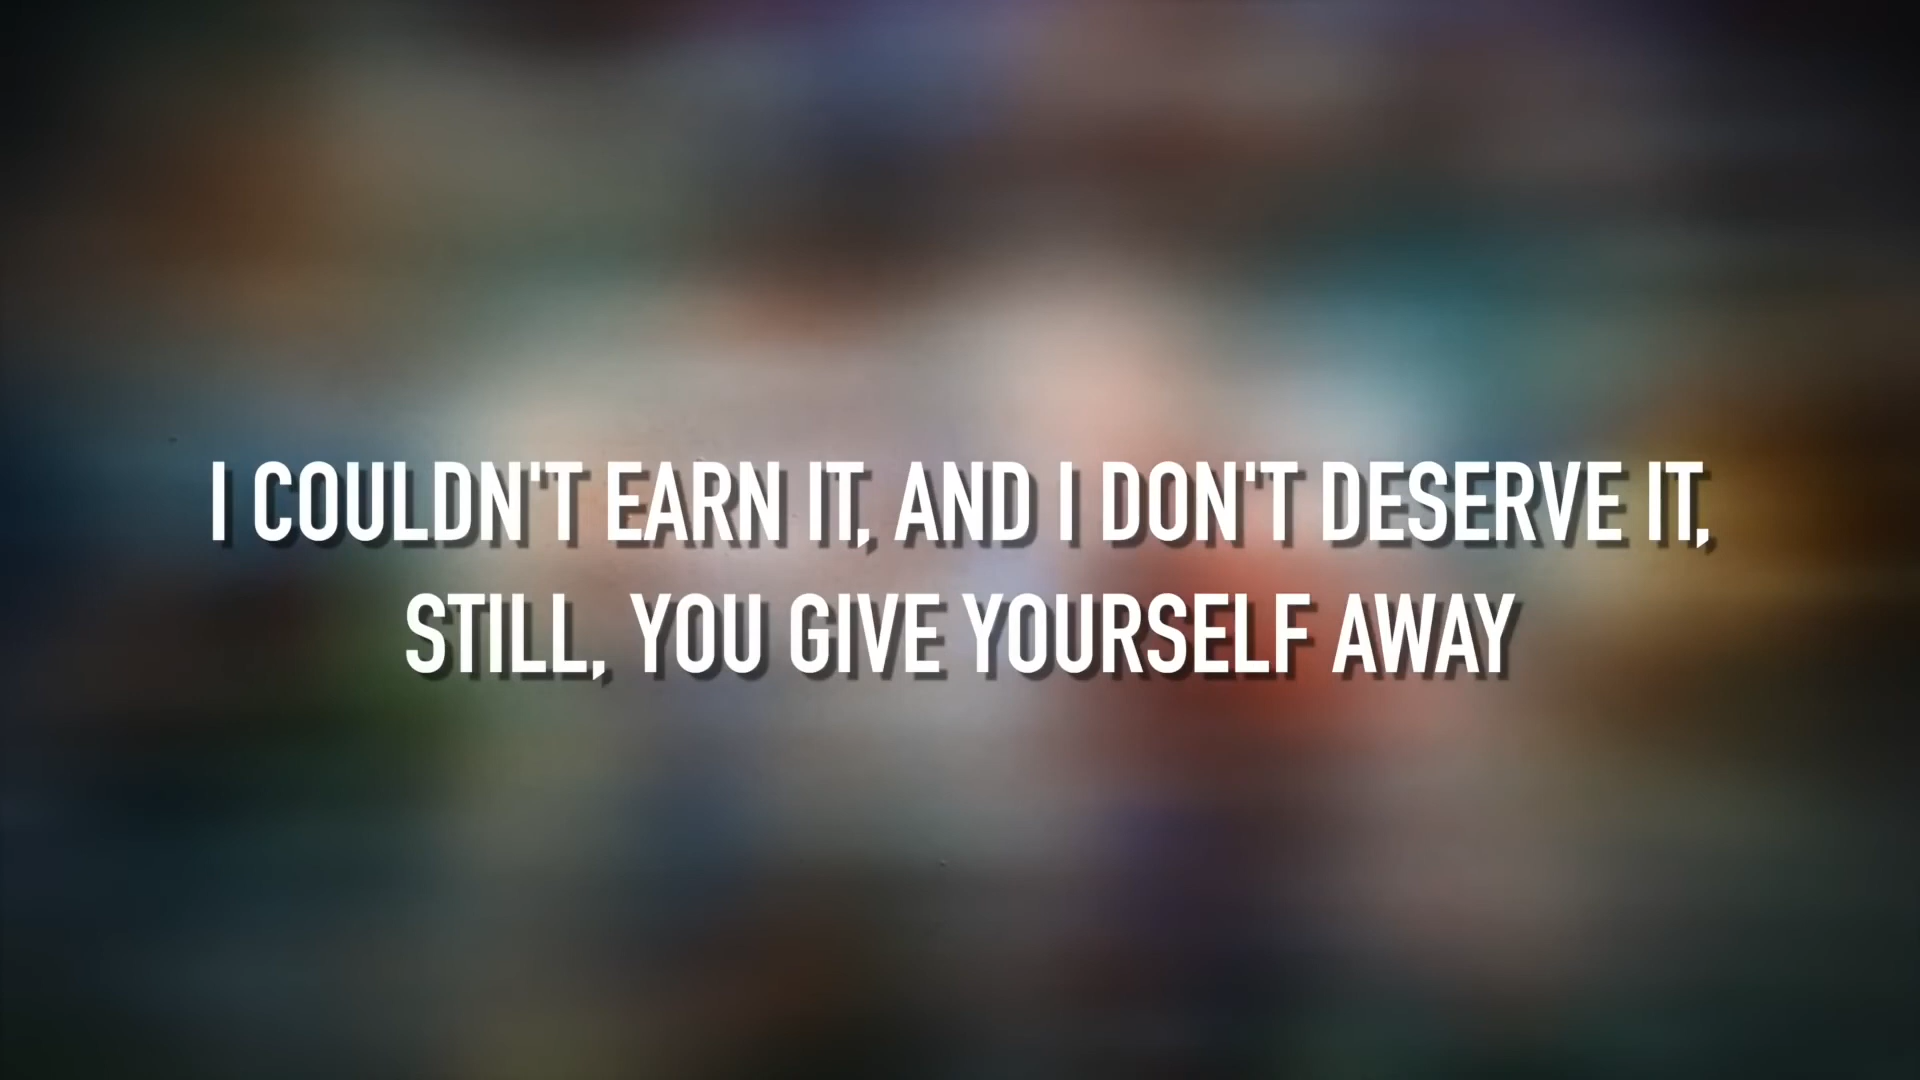 I COULDN'T EARN IT, AND I DON'T DESERVE IT,
STILL, YOU GIVE YOURSELF AWAY